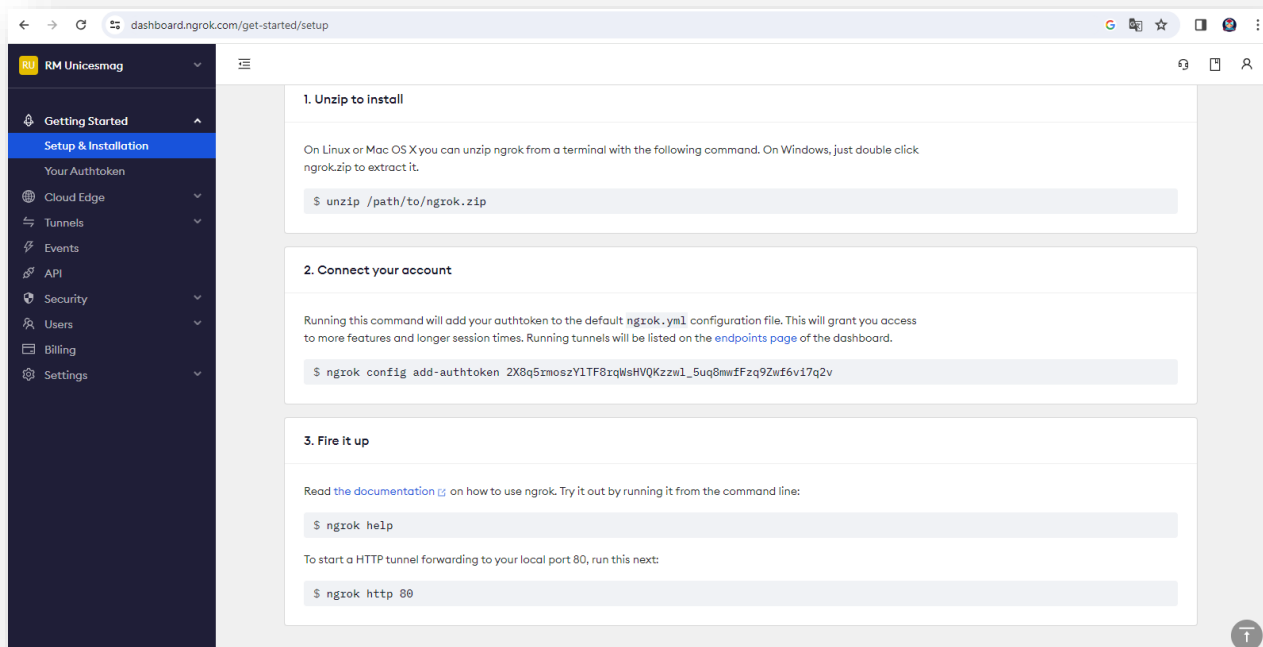 dashboard.ngrok.com/get-started/setup
RU RM Unicesmag
Getting Started
Setup & Installation
Your Authtoken
Cloud Edge
Tunnels
Events
API
Security
Users
Billing
Settings
1. Unzip to install
On Linux or Mac OS X you can unzip ngrok from a terminal with the following command. On Windows, just double click
ngrok.zip to extract it.
$ unzip /path/to/ngrok.zip
2. Connect your account
Running this command will add your authtoken to the default ngrok.yml configuration file. This will grant you access
to more features and longer session times. Running tunnels will be listed on the endpoints page of the dashboard.
$ ngrok config add-authtoken 2X8q5rmoszYlTF8rqWsHVQKzzwl_5uq8mwfFzq9Zwf6vi7q2v
3. Fire it up
Read the documentation on how to use ngrok. Try it out by running it from the command line:
$ ngrok help
To start a HTTP tunnel forwarding to your local port 80, run this next:
$ ngrok http 80